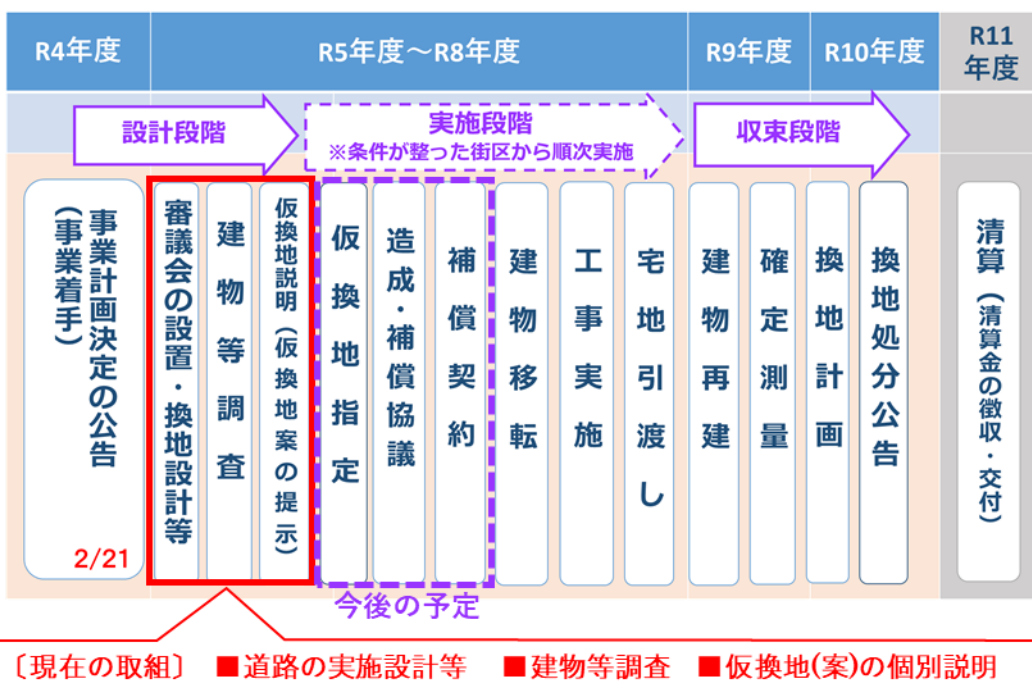 R4年度
R5年度～R8年度
R9年度
R10年度
R11
年度
設計段階
実施段階
※条件が整った街区から順次実施
収束段階
事業計画決定の公告
（事業着手）
2/21
審議会の設置・換地設計等
建物等調査
仮換地説明（仮換地案の提示）
仮換地指定
造成・補償協議
補償契約
建物移転
工事実施
宅地引渡し
建物再建
確定測量
換地計画
換地処分公告
清算（清算金の徴収・交付）
今後の予定
〔現在の取組〕 ■道路の実施設計等 ■建物等調査 ■仮換地(案)の個別説明